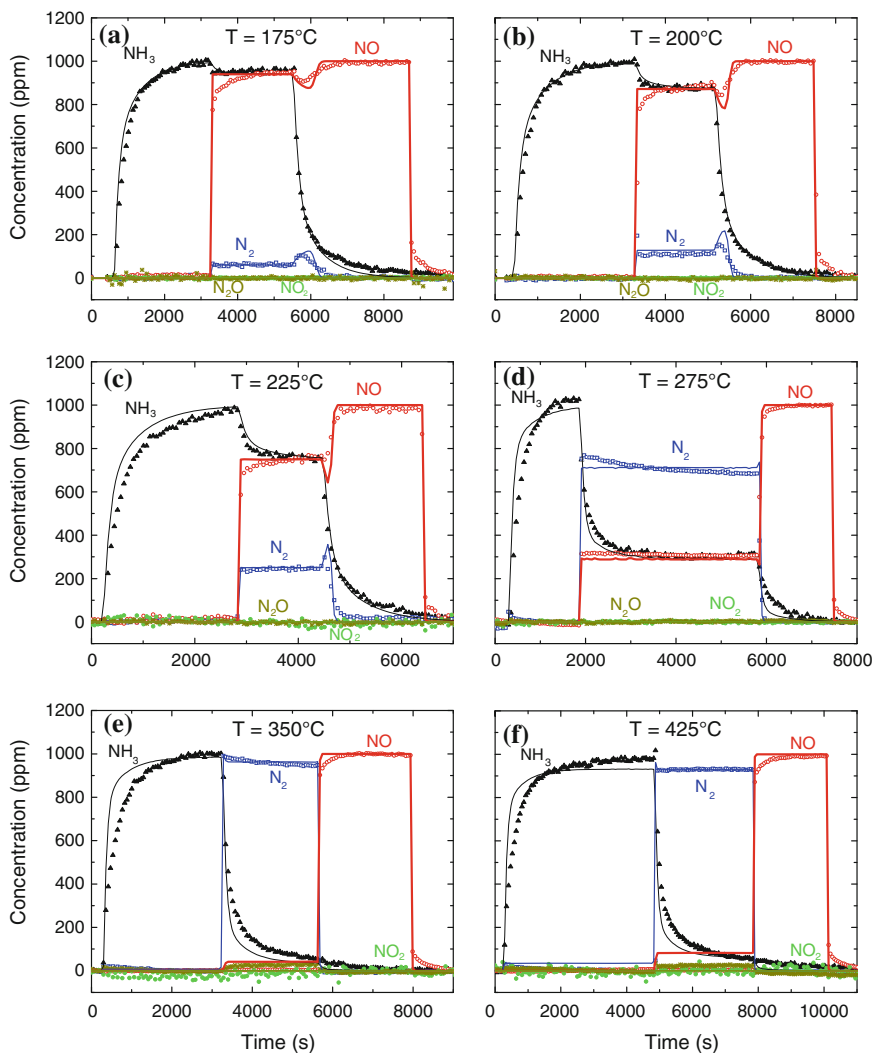 (a) T = 175°C
NH₃
NO
N₂
N₂O
NO₂
Concentration (ppm)
1200
1000
800
600
400
200
0
0 2000 4000 6000 8000
(b) T = 200°C
NH₃
NO
N₂
N₂O
NO₂
0 2000 4000 6000 8000
(c) T = 225°C
NH₃
NO
N₂
N₂O
NO₂
Concentration (ppm)
1200
1000
800
600
400
200
0
0 2000 4000 6000
(d) T = 275°C
NH₃
NO
N₂
N₂O
NO₂
0 2000 4000 6000 8000
(e) T = 350°C
NH₃
NO
N₂
NO₂
Concentration (ppm)
1200
1000
800
600
400
200
0
0 2000 4000 6000 8000
Time (s)
(f) T = 425°C
NH₃
NO
N₂
NO₂
0 2000 4000 6000 8000 10000
Time (s)